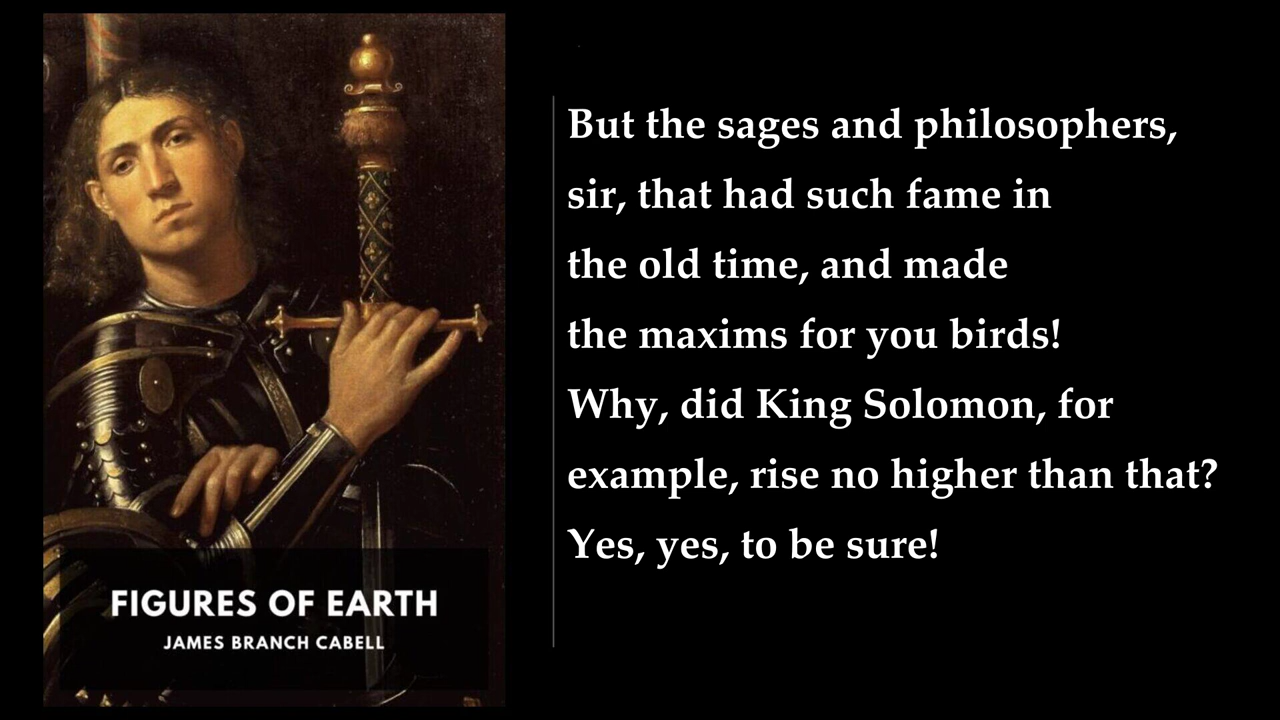 FIGURES OF EARTH
JAMES BRANCH CABELL
But the sages and philosophers,
sir, that had such fame in
the old time, and made
the maxims for you birds!
Why, did King Solomon, for
example, rise no higher than that?
Yes, yes, to be sure!